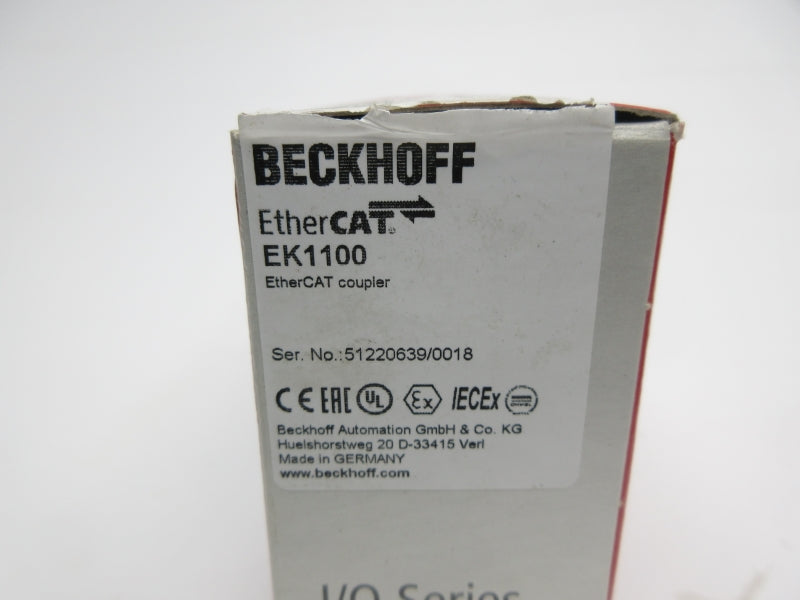 BECKHOFF
EtherCAT®
EK1100
EtherCAT coupler
Ser. No.:51220639/0018
CE EAC UL Ex IECEx
Beckhoff Automation GmbH & Co. KG
Huelshorstweg 20 D-33415 Verl
Made in GERMANY
www.beckhoff.com
I/O Series